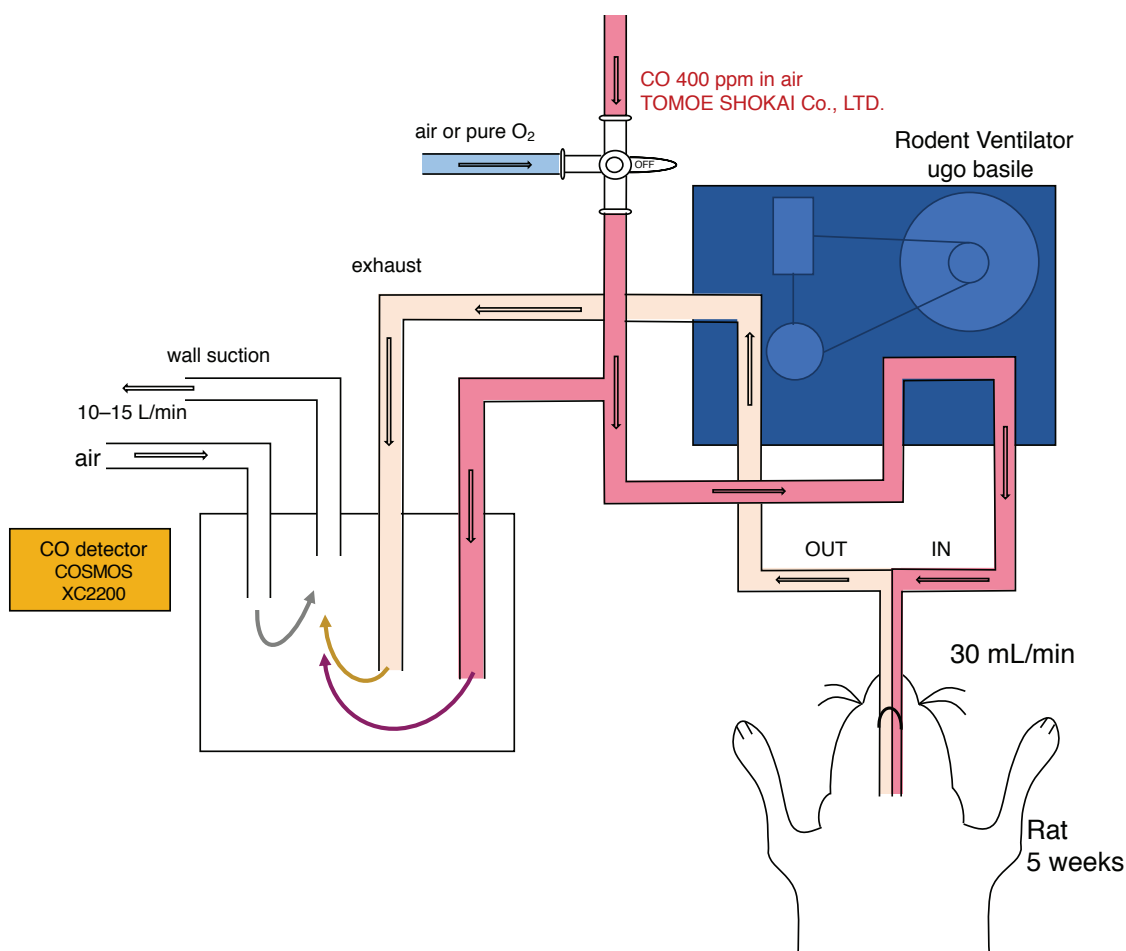 CO 400 ppm in air
TOMOE SHOKAI Co., LTD.
air or pure O₂
OFF
Rodent Ventilator
ugo basile
exhaust
wall suction
10–15 L/min
air
CO detector
COSMOS
XC2200
OUT
IN
30 mL/min
Rat
5 weeks